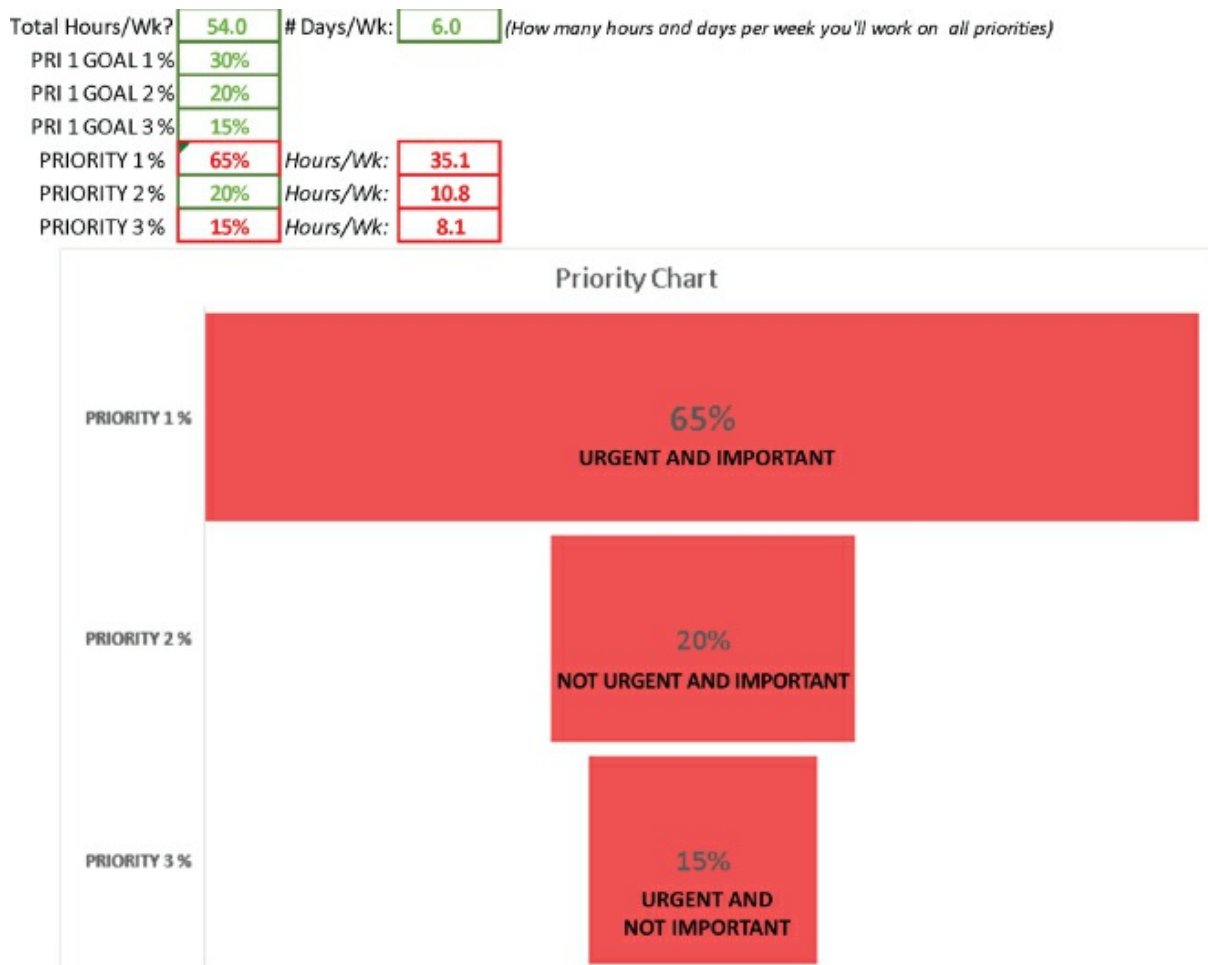 Total Hours/Wk? 54.0 # Days/Wk: 6.0 (How many hours and days per week you'll work on all priorities)
PRI 1 GOAL 1 % 30%
PRI 1 GOAL 2 % 20%
PRI 1 GOAL 3 % 15%
PRIORITY 1 % 65% Hours/Wk: 35.1
PRIORITY 2 % 20% Hours/Wk: 10.8
PRIORITY 3 % 15% Hours/Wk: 8.1
Priority Chart
PRIORITY 1 % 65%
URGENT AND IMPORTANT
PRIORITY 2 % 20%
NOT URGENT AND IMPORTANT
PRIORITY 3 % 15%
URGENT AND
NOT IMPORTANT